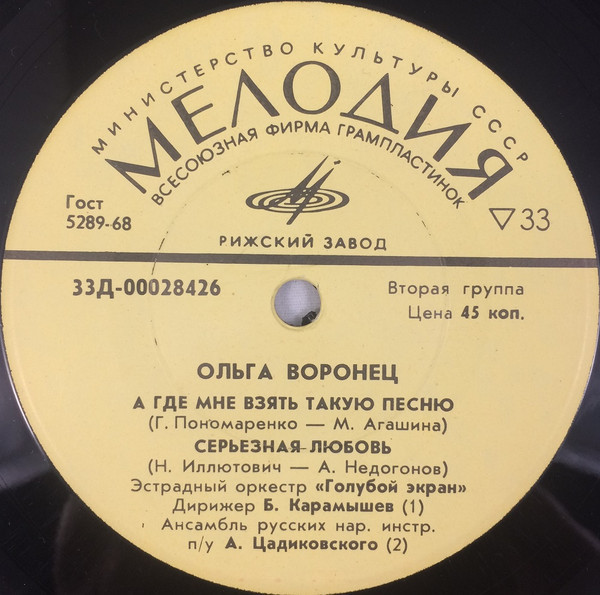 МИНИСТЕРСТВО КУЛЬТУРЫ СССР
МЕЛОДИЯ
ВСЕСОЮЗНАЯ ФИРМА ГРАМПЛАСТИНОК
Гост
5289-68
▽33
РИЖСКИЙ ЗАВОД
33Д-00028426
Вторая группа
Цена 45 коп.
ОЛЬГА ВОРОНЕЦ
А ГДЕ МНЕ ВЗЯТЬ ТАКУЮ ПЕСНЮ
(Г. Пономаренко — М. Агашина)
СЕРЬЕЗНАЯ ЛЮБОВЬ
(Н. Иллютович — А. Недогонов)
Эстрадный оркестр «Голубой экран»
Дирижер Б. Карамышев (1)
Ансамбль русских нар. инстр.
п/у А. Цадиковского (2)